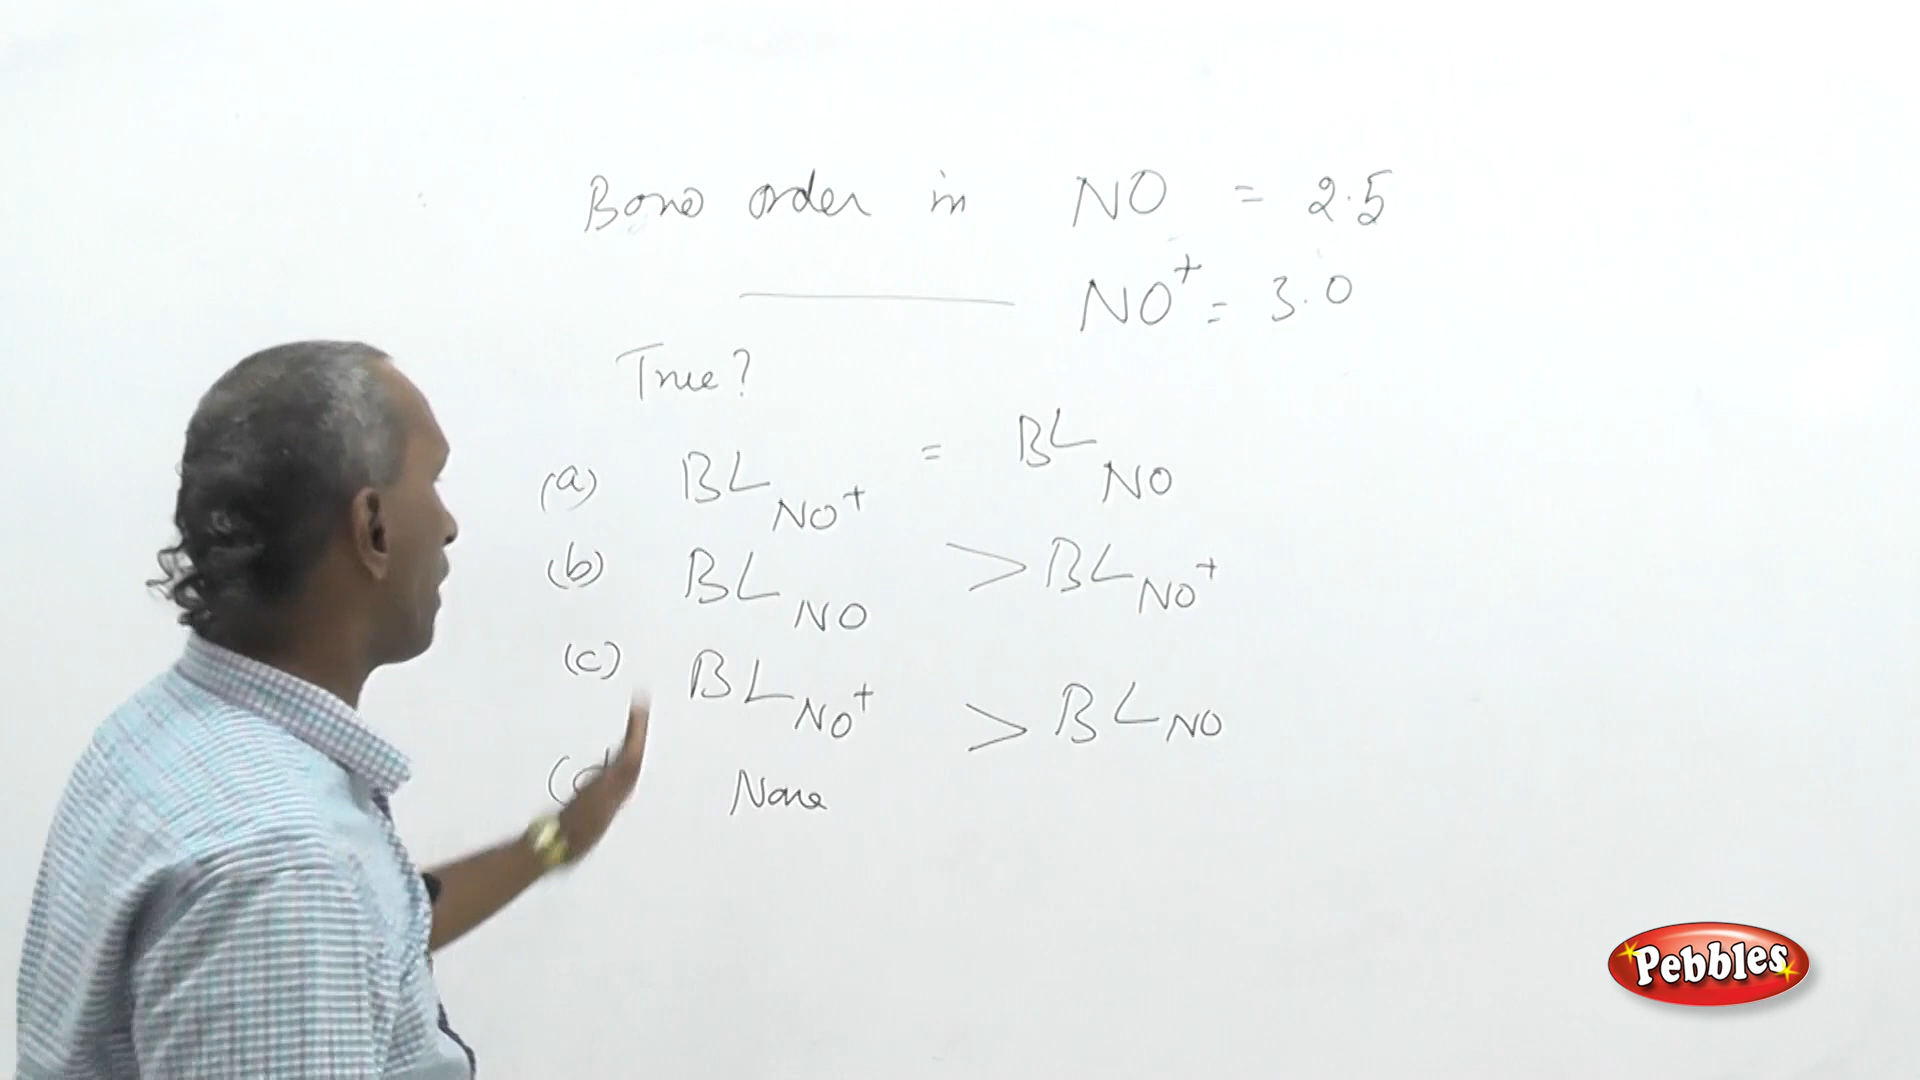 Bond order in NO = 2.5
NO⁺ = 3.0
True?
(a) BL NO⁺ = BL NO
(b) BL NO > BL NO⁺
(c) BL NO⁺ > BL NO
(d) None
Pebbles